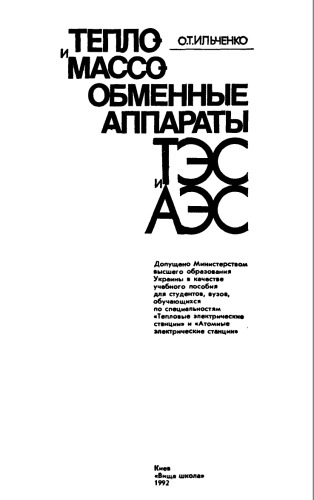 О.Т.ИЛЬЧЕНКО
ТЕПЛО
И МАССО
ОБМЕННЫЕ
АППАРАТЫ
ТЭС
И АЭС
Допущено Министерством
высшего образования
Украины в качестве
учебного пособия
для студентов, вузов,
обучающихся
по специальностям
«Тепловые электрические
станции» и «Атомные
электрические станции»
Киев
«Вища школа»
1992